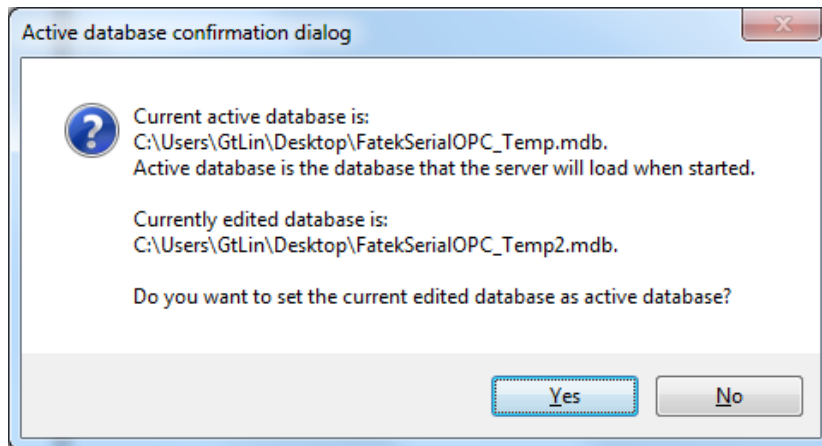 Active database confirmation dialog
Current active database is:
C:\Users\GtLin\Desktop\FatekSerialOPC_Temp.mdb.
Active database is the database that the server will load when started.
Currently edited database is:
C:\Users\GtLin\Desktop\FatekSerialOPC_Temp2.mdb.
Do you want to set the current edited database as active database?
Yes No